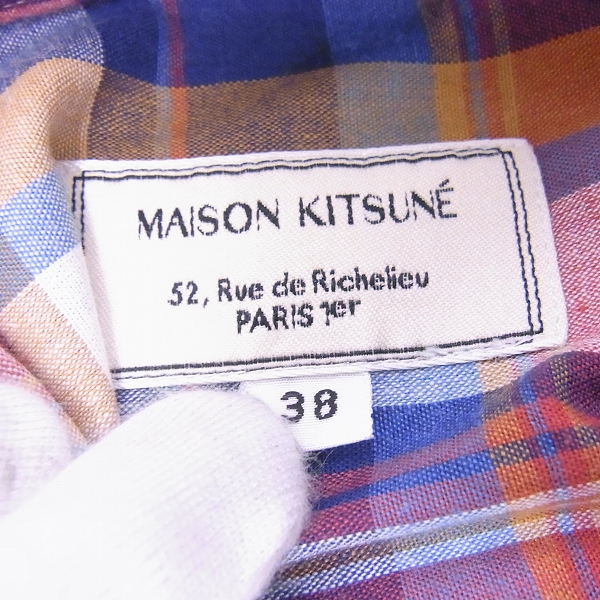 MAISON KITSUNÉ
52, Rue de Richelieu
PARIS 1er
38